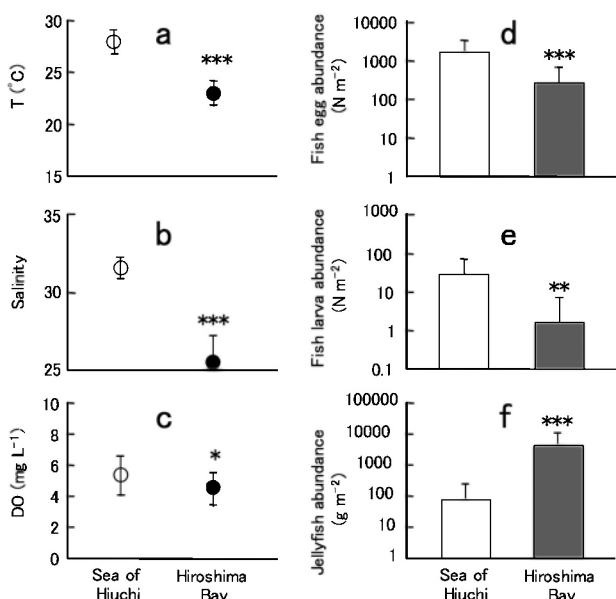 30
25
20
15
T (°C)
a
***
35
30
25
Salinity
b
***
10
8
6
4
2
0
DO (mg L⁻¹)
c
*
Sea of
Hiuchi
Hiroshima
Bay
10000
1000
100
10
1
Fish egg abundance
(N m⁻²)
d
***
1000
100
10
1
0.1
Fish larva abundance
(N m⁻²)
e
**
100000
10000
1000
100
10
1
Jellyfish abundance
(g m⁻²)
f
***
Sea of
Hiuchi
Hiroshima
Bay